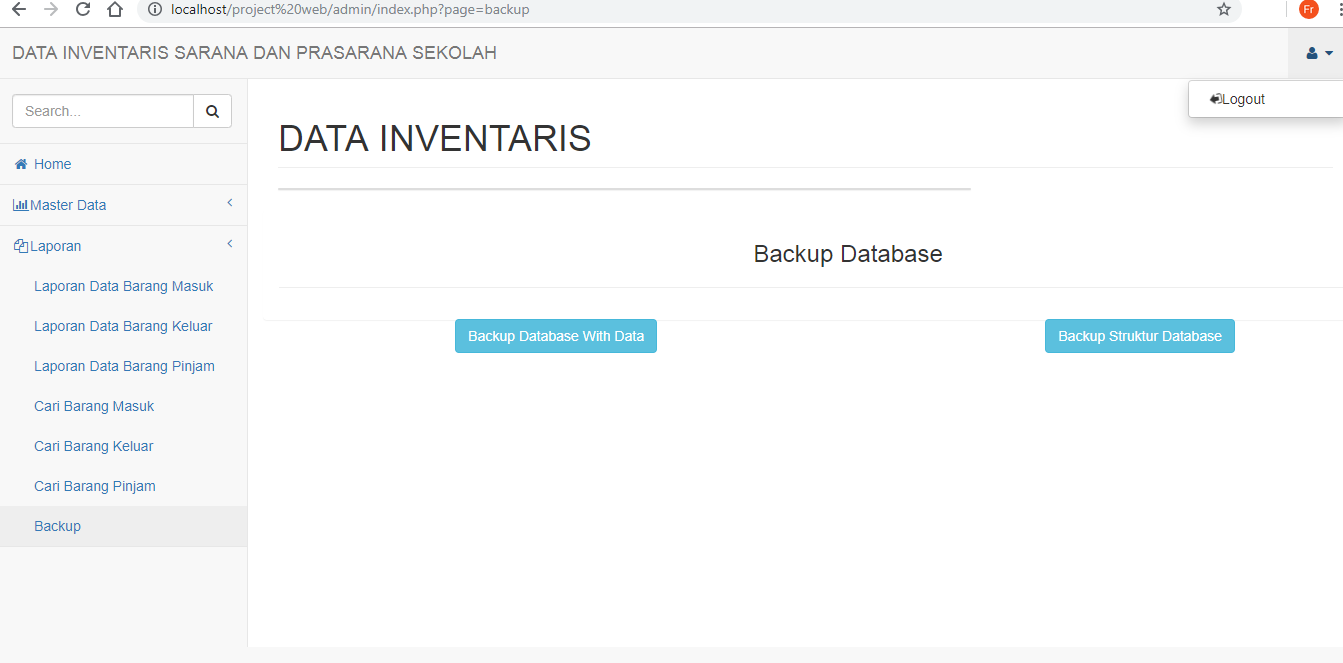 localhost/project%20web/admin/index.php?page=backup
Fr
DATA INVENTARIS SARANA DAN PRASARANA SEKOLAH
Logout
Search...
Home
Master Data
Laporan
Laporan Data Barang Masuk
Laporan Data Barang Keluar
Laporan Data Barang Pinjam
Cari Barang Masuk
Cari Barang Keluar
Cari Barang Pinjam
Backup
DATA INVENTARIS
Backup Database
Backup Database With Data
Backup Struktur Database